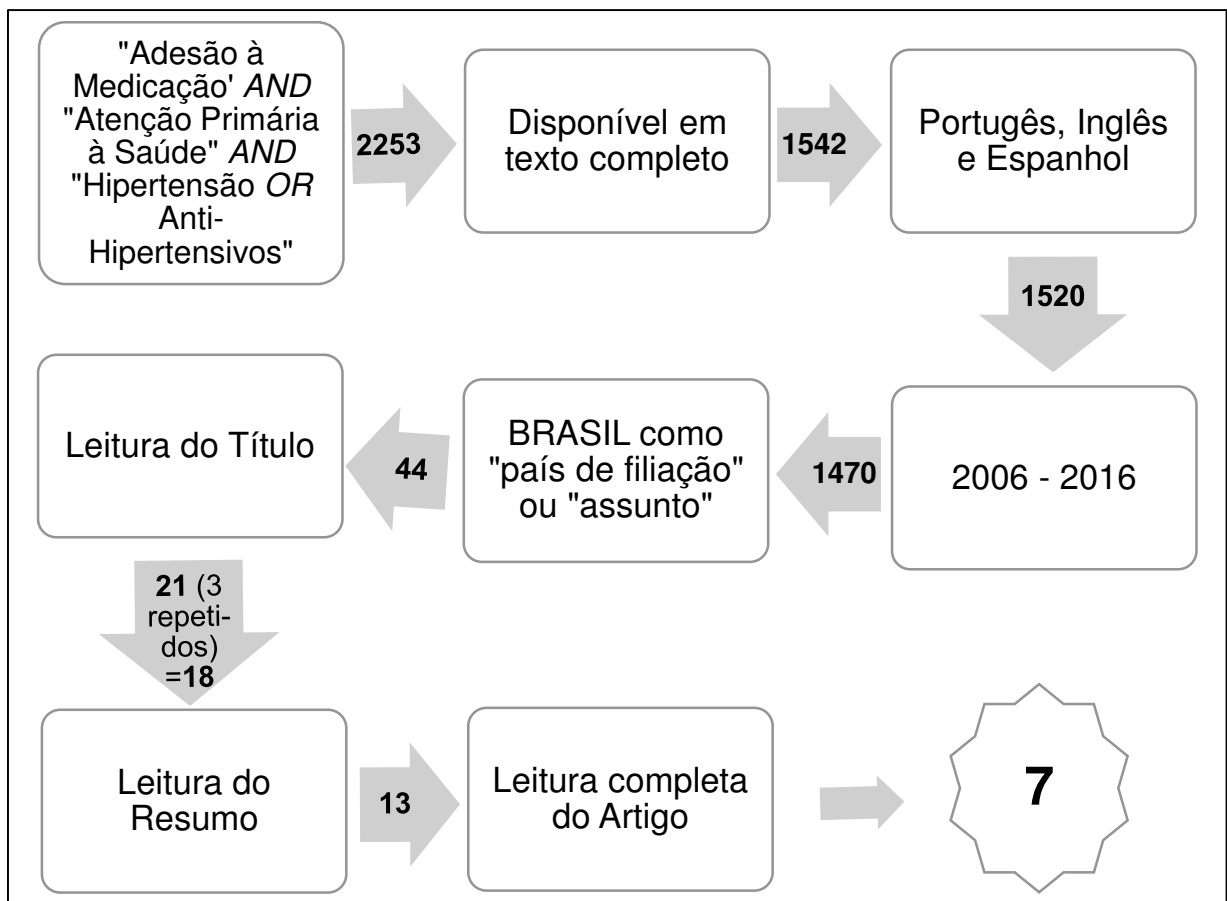 "Adesão à
Medicação' AND
"Atenção Primária
à Saúde" AND
"Hipertensão OR
Anti-
Hipertensivos"
2253
Disponível em
texto completo
1542
Portugês, Inglês
e Espanhol
1520
2006 - 2016
1470
BRASIL como
"país de filiação"
ou "assunto"
44
Leitura do Título
21 (3
repeti-
dos)
=18
Leitura do
Resumo
13
Leitura completa
do Artigo
7